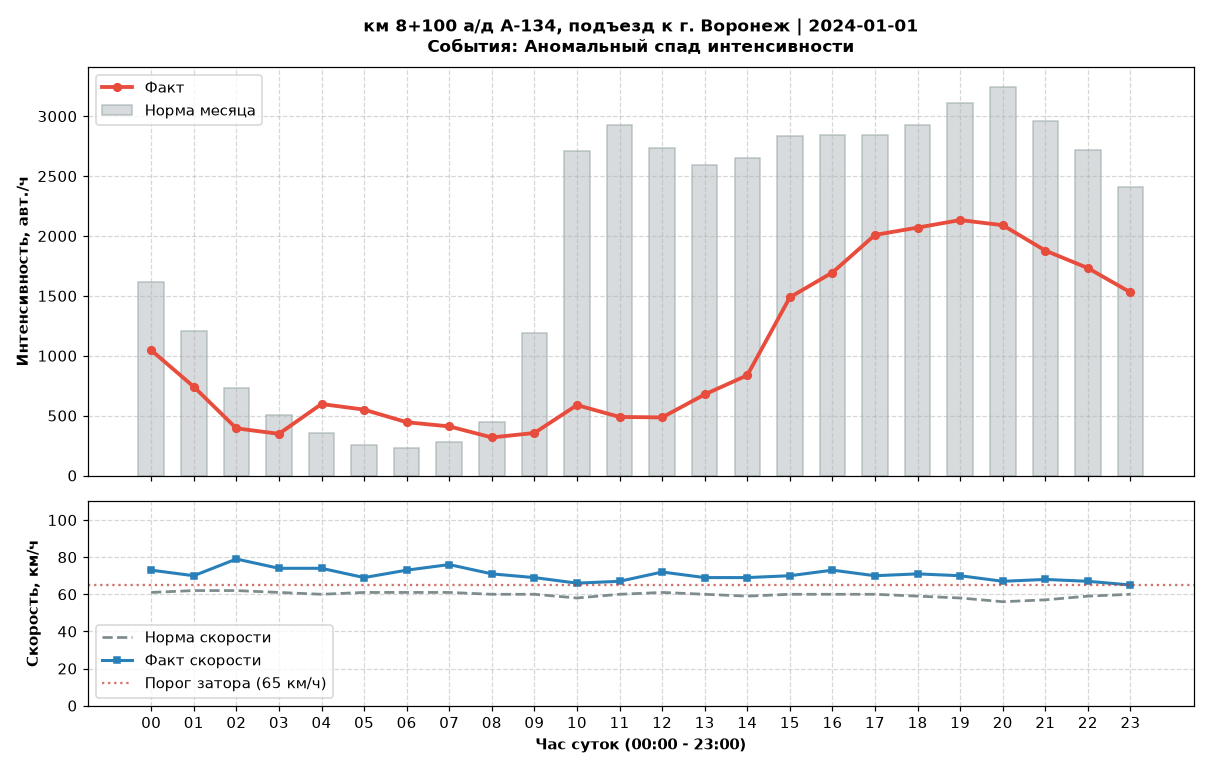 км 8+100 а/д А-134, подъезд к г. Воронеж | 2024-01-01
События: Аномальный спад интенсивности
Факт
Норма месяца
Интенсивность, авт./ч
3000
2500
2000
1500
1000
500
0
Скорость, км/ч
100
80
60
40
20
0
Норма скорости
Факт скорости
Порог затора (65 км/ч)
00 01 02 03 04 05 06 07 08 09 10 11 12 13 14 15 16 17 18 19 20 21 22 23
Час суток (00:00 - 23:00)